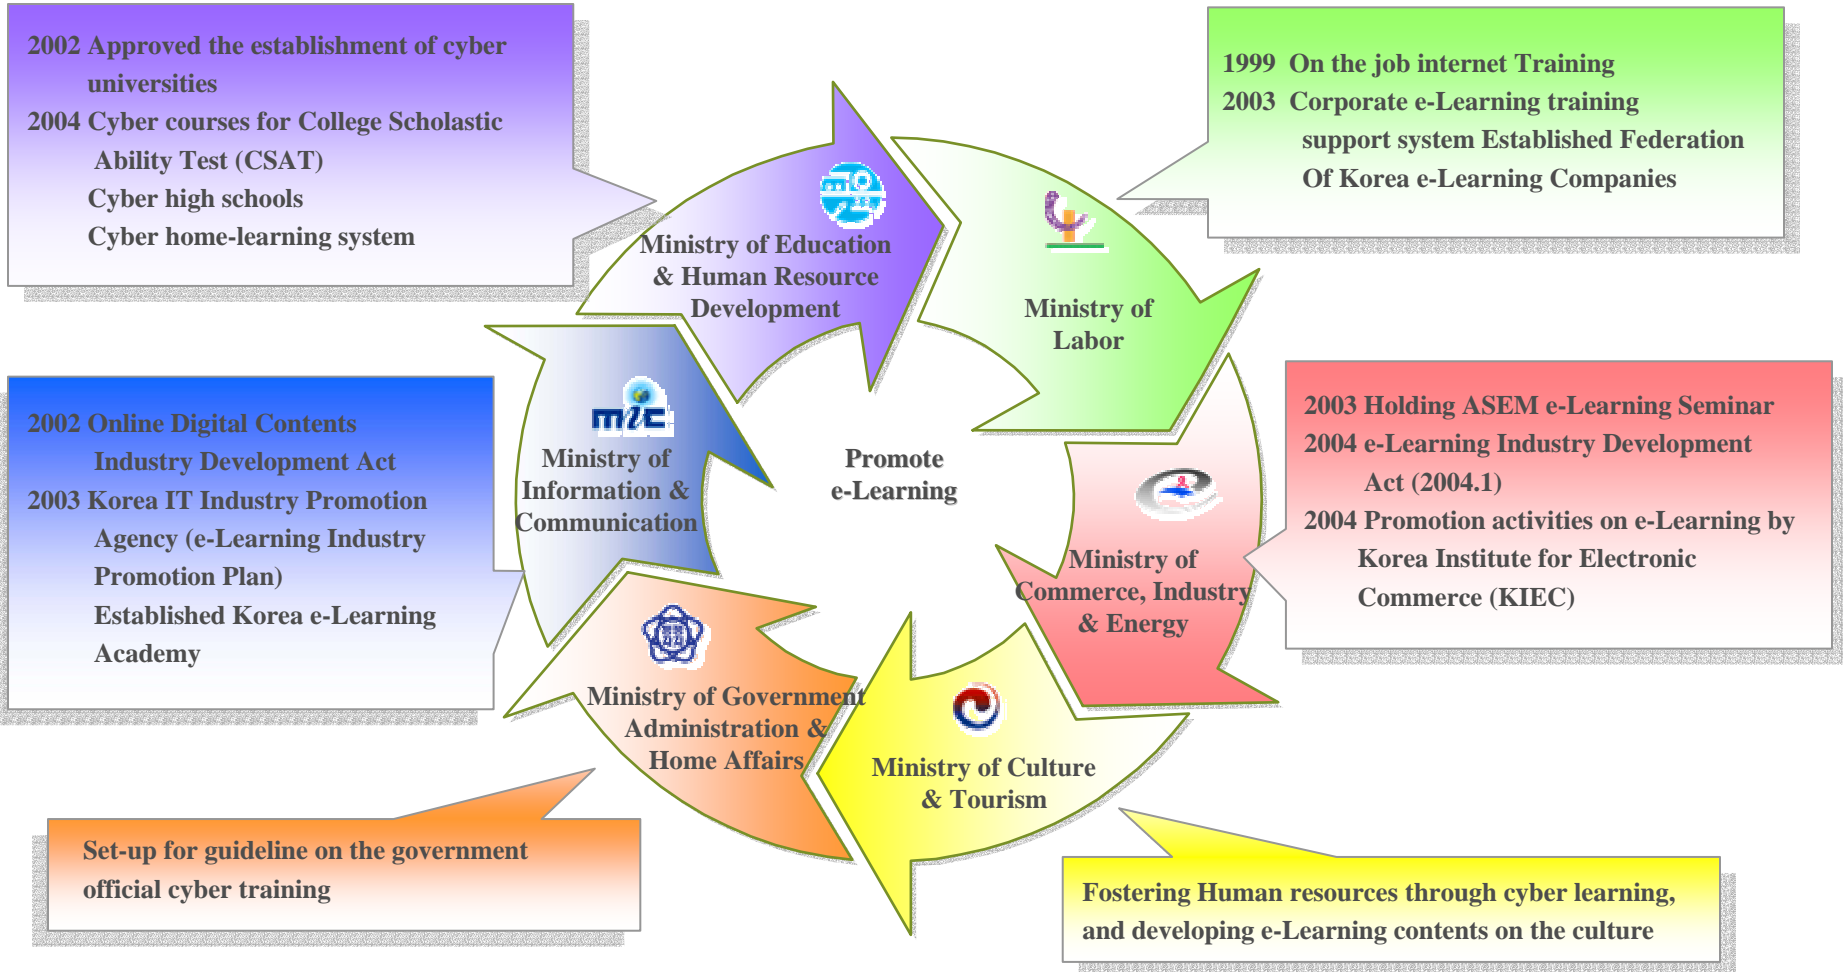 2002 Approved the establishment of cyber
universities
2004 Cyber courses for College Scholastic
Ability Test (CSAT)
Cyber high schools
Cyber home-learning system
1999 On the job internet Training
2003 Corporate e-Learning training
support system Established Federation
Of Korea e-Learning Companies
Ministry of Education
& Human Resource
Development
Ministry of
Labor
2002 Online Digital Contents
Industry Development Act
2003 Korea IT Industry Promotion
Agency (e-Learning Industry
Promotion Plan)
Established Korea e-Learning
Academy
mic
Ministry of
Information &
Communication
Promote
e-Learning
Ministry of
Commerce, Industry
& Energy
2003 Holding ASEM e-Learning Seminar
2004 e-Learning Industry Development
Act (2004.1)
2004 Promotion activities on e-Learning by
Korea Institute for Electronic
Commerce (KIEC)
Ministry of Government
Administration &
Home Affairs
Ministry of Culture
& Tourism
Set-up for guideline on the government
official cyber training
Fostering Human resources through cyber learning,
and developing e-Learning contents on the culture